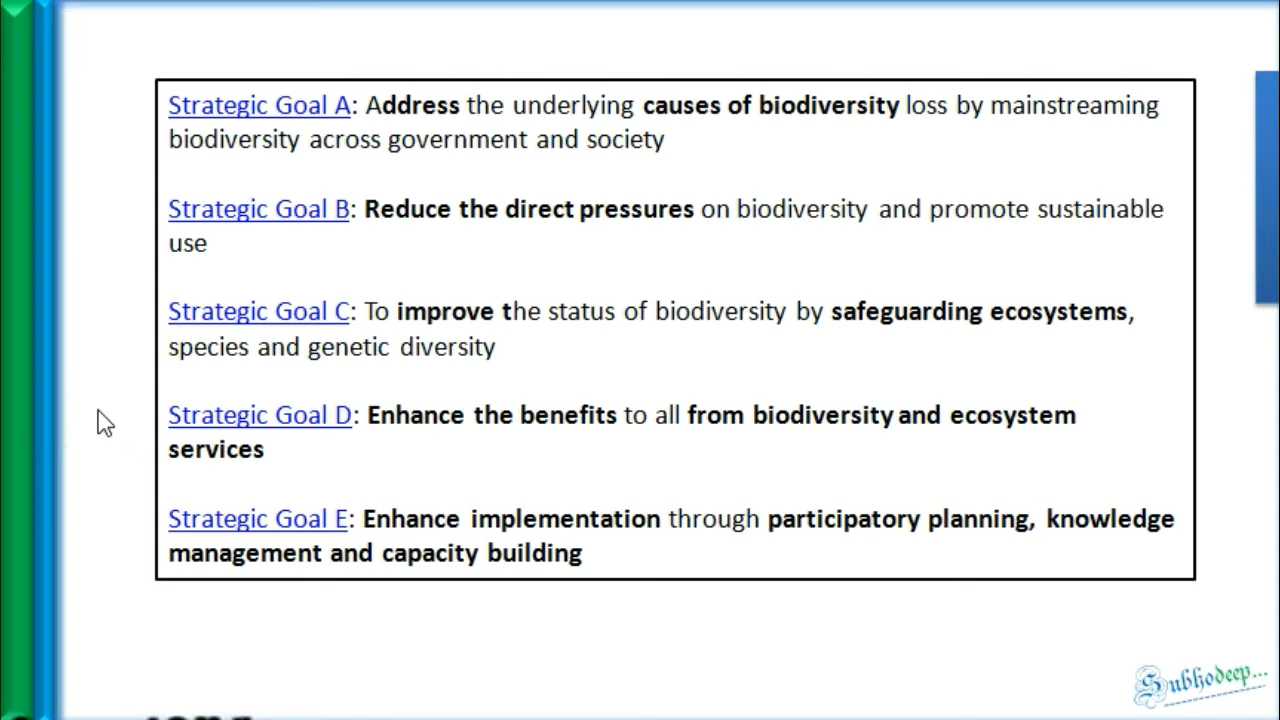 Strategic Goal A: Address the underlying causes of biodiversity loss by mainstreaming
biodiversity across government and society
Strategic Goal B: Reduce the direct pressures on biodiversity and promote sustainable
use
Strategic Goal C: To improve the status of biodiversity by safeguarding ecosystems,
species and genetic diversity
Strategic Goal D: Enhance the benefits to all from biodiversity and ecosystem
services
Strategic Goal E: Enhance implementation through participatory planning, knowledge
management and capacity building
Subhodeep...